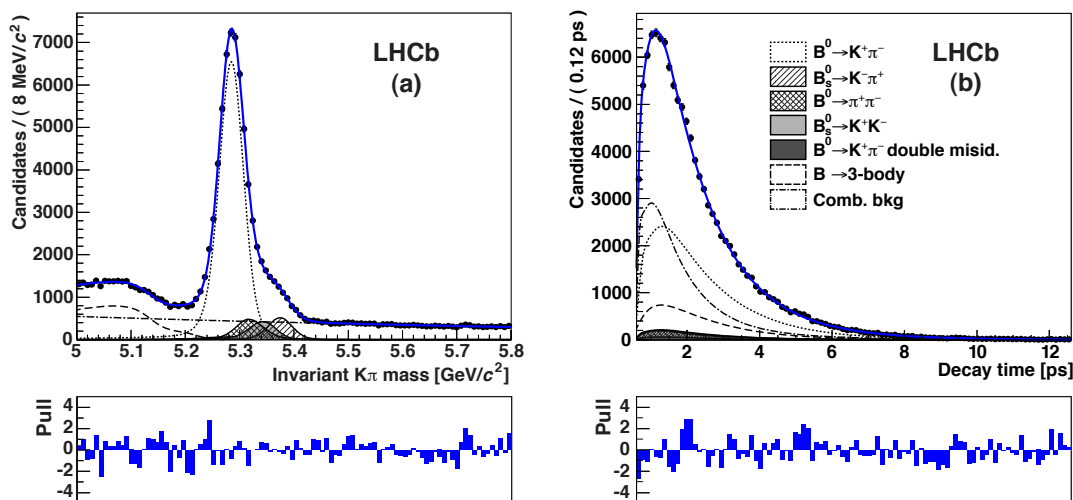 Candidates / ( 8 MeV/c²)
7000
6000
5000
4000
3000
2000
1000
0
LHCb
(a)
5 5.1 5.2 5.3 5.4 5.5 5.6 5.7 5.8
Invariant Kπ mass [GeV/c²]
Pull
4
2
0
-2
-4
Candidates / ( 0.12 ps)
6000
5000
4000
3000
2000
1000
0
LHCb
(b)
B⁰→K⁺π⁻
B⁰ₛ→K⁻π⁺
B⁰→π⁺π⁻
B⁰ₛ→K⁺K⁻
B⁰→K⁺π⁻ double misid.
B →3-body
Comb. bkg
2 4 6 8 10 12
Decay time [ps]
Pull
4
2
0
-2
-4